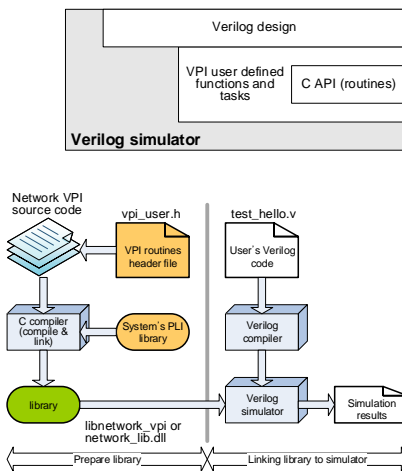 Verilog design
VPI user defined
functions and
tasks
C API (routines)
Verilog simulator
Network VPI
source code
vpi_user.h
test_hello.v
VPI routines
header file
User's Verilog
code
C compiler
(compile &
link)
System's PLI
library
Verilog
compiler
library
Verilog
simulator
Simulation
results
libnetwork_vpi or
network_lib.dll
Prepare library
Linking library to simulator